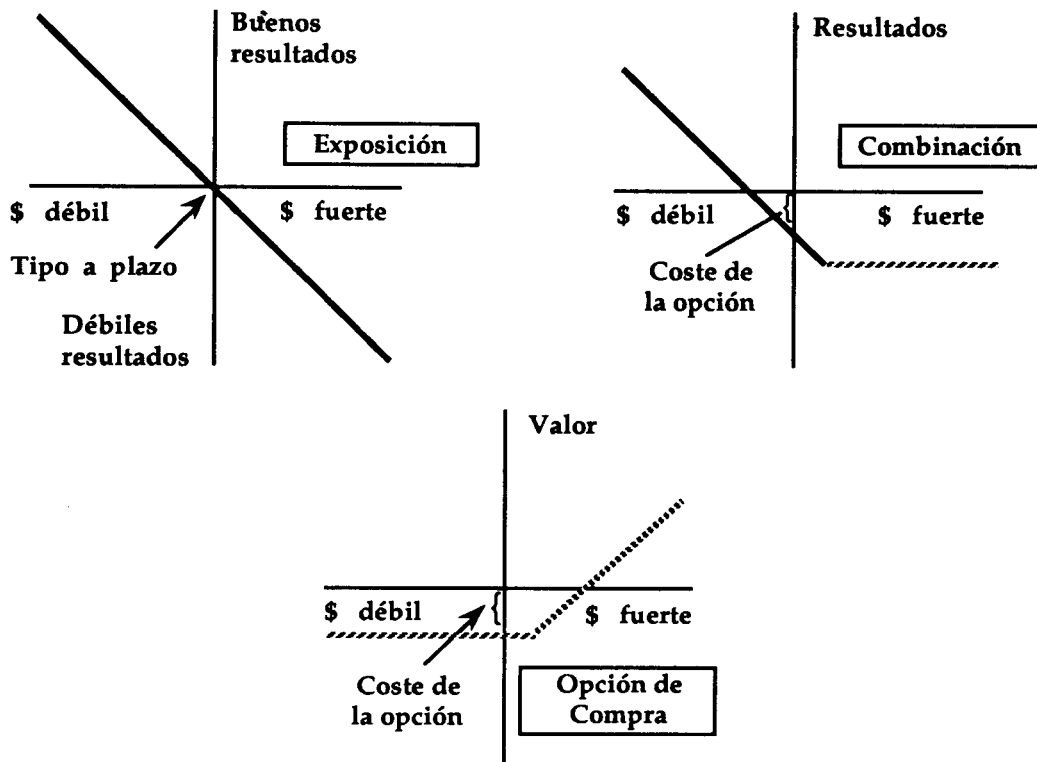 Buenos
resultados
Exposición
$ débil
$ fuerte
Tipo a plazo
Débiles
resultados
Resultados
Combinación
$ débil
$ fuerte
Coste de
la opción
Valor
$ débil
$ fuerte
Coste de
la opción
Opción de
Compra